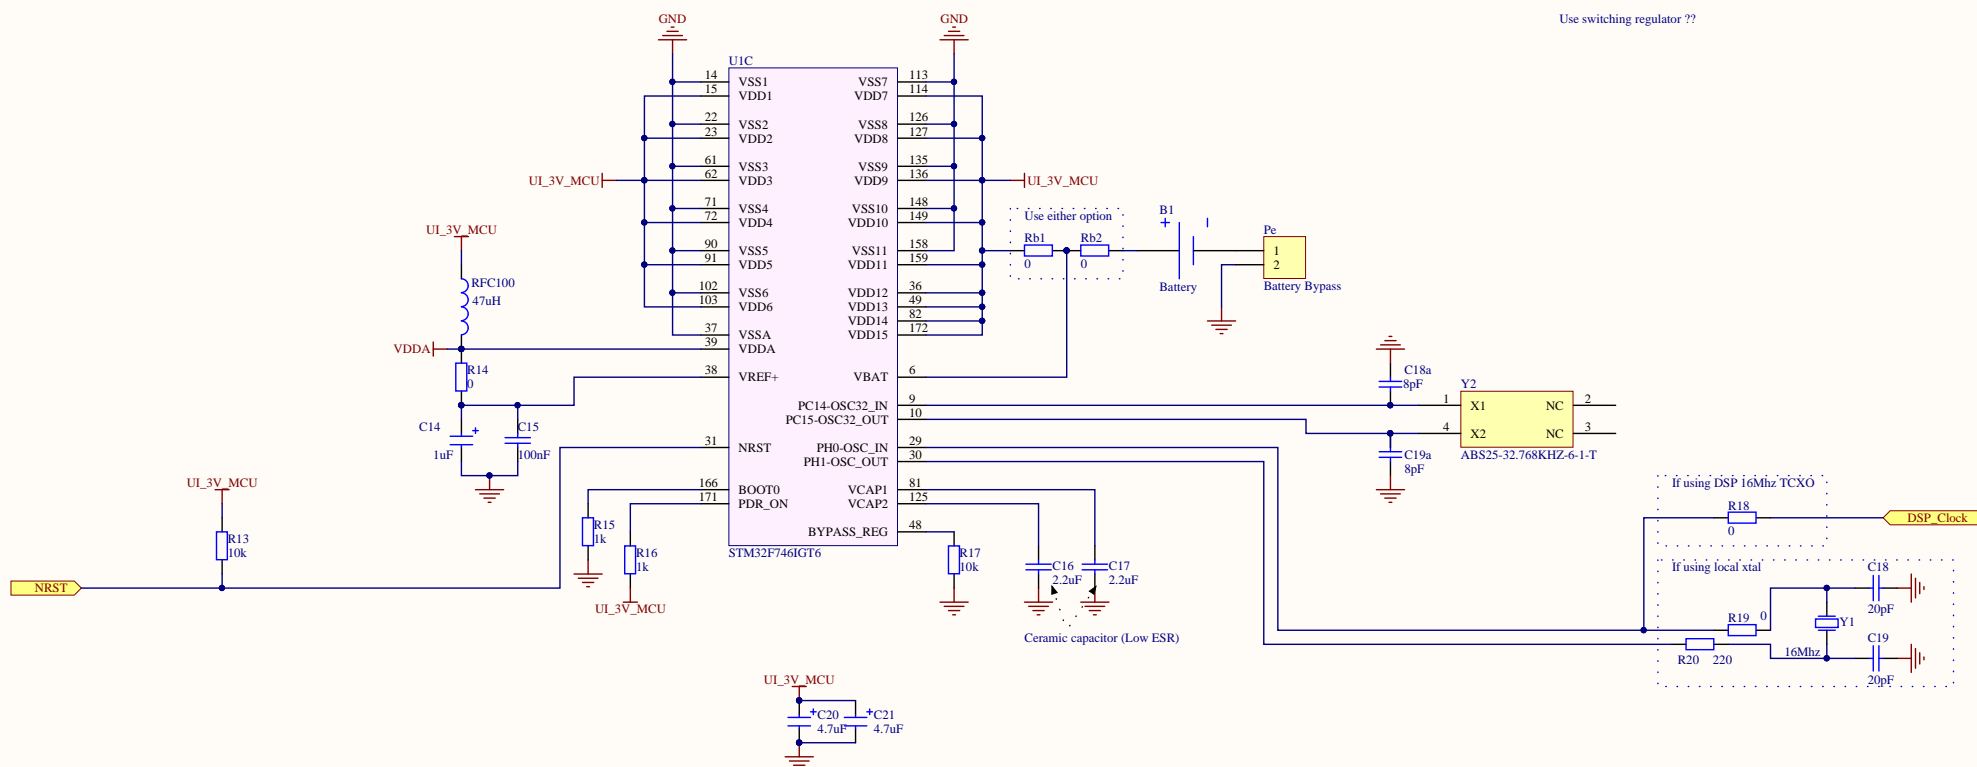 GND
GND
Use switching regulator ??
U1C
14 VSS1 VSS7 113
15 VDD1 VDD7 114
22 VSS2 VSS8 126
23 VDD2 VDD8 127
61 VSS3 VSS9 135
UI_3V_MCU 62 VDD3 VDD9 136 UI_3V_MCU
71 VSS4 VSS10 148
72 VDD4 VDD10 149
90 VSS5 VSS11 158
91 VDD5 VDD11 159
102 VSS6 VDD12 36
103 VDD6 VDD13 49
VDD14 82
37 VSSA VDD15 172
39 VDDA
38 VREF+ VBAT 6
PC14-OSC32_IN 9
PC15-OSC32_OUT 10
31 NRST PH0-OSC_IN 29
PH1-OSC_OUT 30
166 BOOT0 VCAP1 81
171 PDR_ON VCAP2 125
BYPASS_REG 48
STM32F746IGT6
Use either option
Rb1 Rb2
0 0
B1
+
Battery
Pe
1
2
Battery Bypass
UI_3V_MCU
RFC100
47uH
VDDA
R14
0
C14 + C15
1uF 100nF
UI_3V_MCU
R13
10k
NRST
R15
1k
R16
1k
UI_3V_MCU
R17
10k
C16 C17
2.2uF 2.2uF
Ceramic capacitor (Low ESR)
C18a
8pF
Y2
1 X1 NC 2
4 X2 NC 3
ABS25-32.768KHZ-6-1-T
C19a
8pF
If using DSP 16Mhz TCXO
R18
0
DSP_Clock
If using local xtal
C18
20pF
R19 0
Y1
R20 220
16Mhz
C19
20pF
UI_3V_MCU
+ C20 + C21
4.7uF 4.7uF